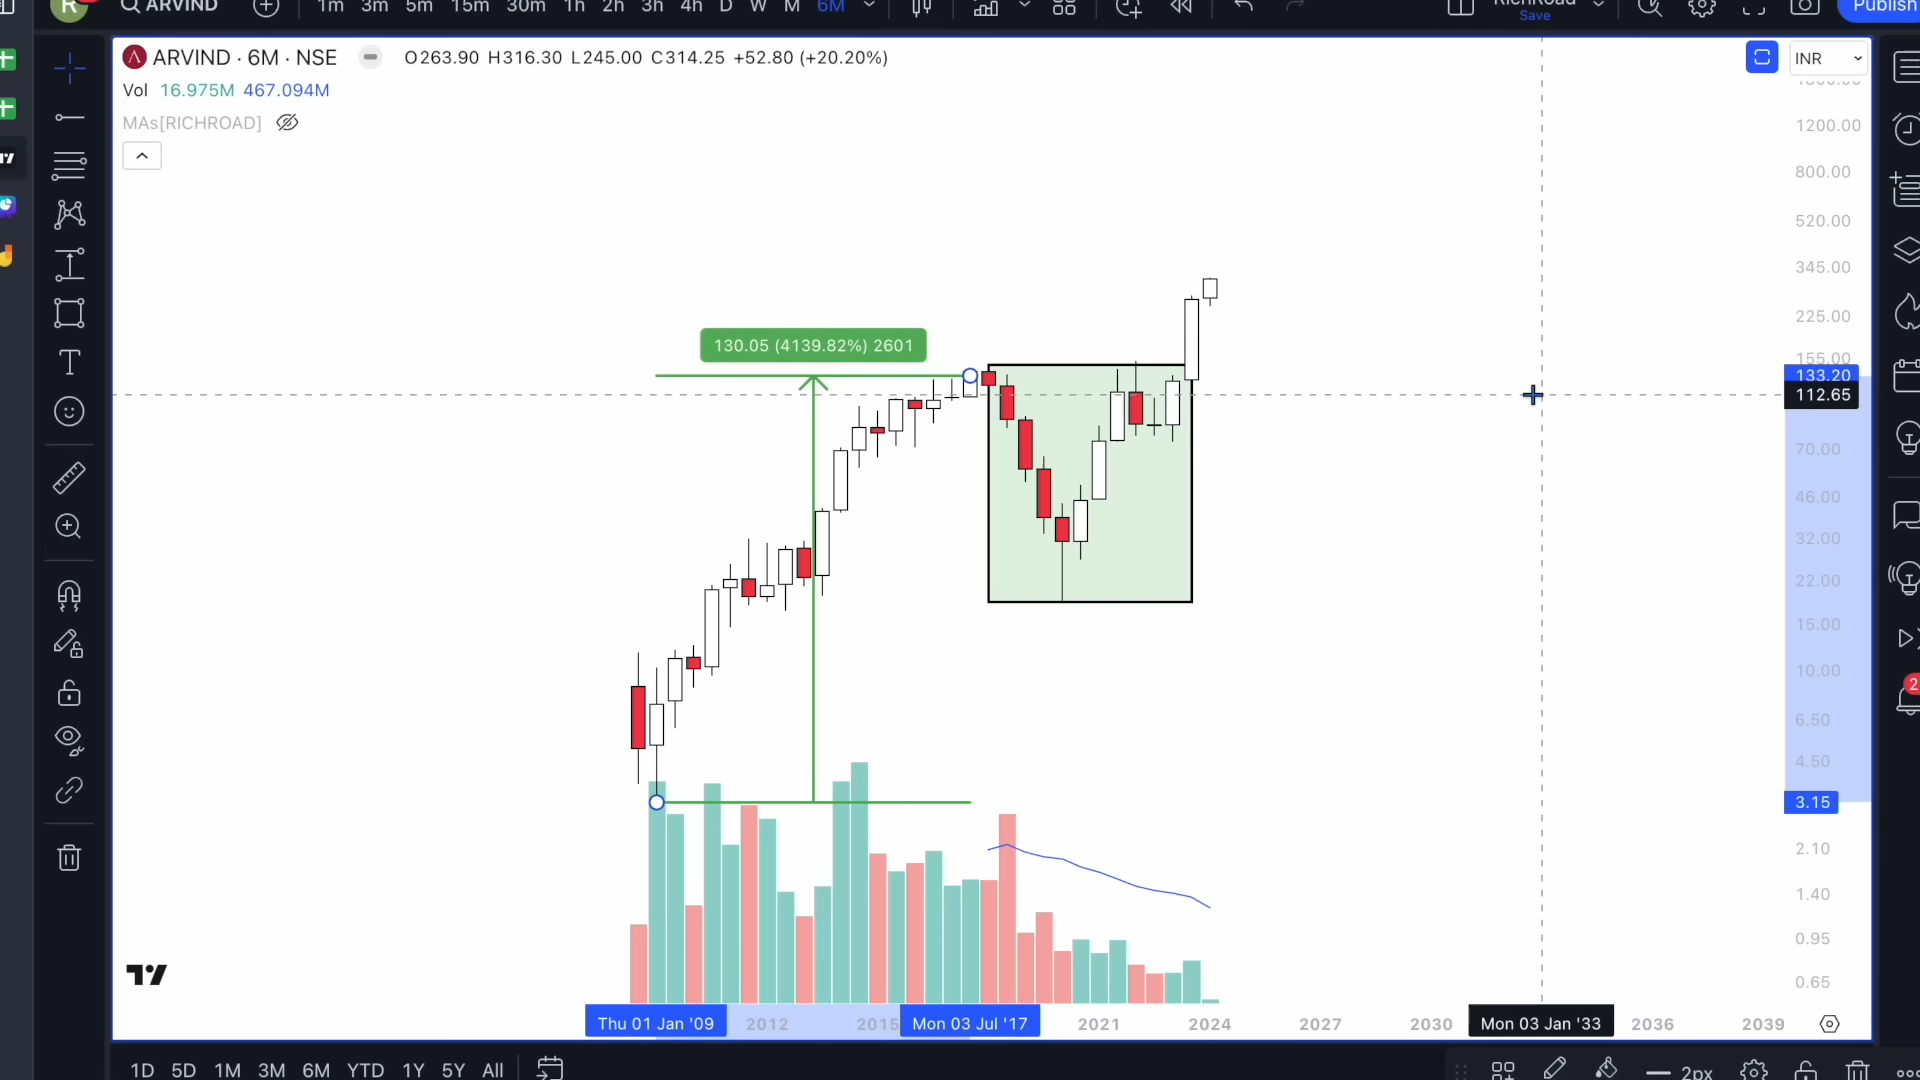 R
ARVIND
1m 3m 5m 15m 30m 1h 2h 3h 4h D W M 6M
RichRoad
Save
Publish
ARVIND · 6M · NSE O263.90 H316.30 L245.00 C314.25 +52.80 (+20.20%)
INR
Vol 16.975M 467.094M
MAs[RICHROAD]
1200.00
800.00
520.00
345.00
225.00
130.05 (4139.82%) 2601
155.00
133.20
112.65
70.00
46.00
32.00
22.00
15.00
10.00
6.50
4.50
3.15
2.10
1.40
0.95
0.65
2
Thu 01 Jan '09 2012 2015 Mon 03 Jul '17 2021 2024 2027 2030 Mon 03 Jan '33 2036 2039
1D 5D 1M 3M 6M YTD 1Y 5Y All
2px